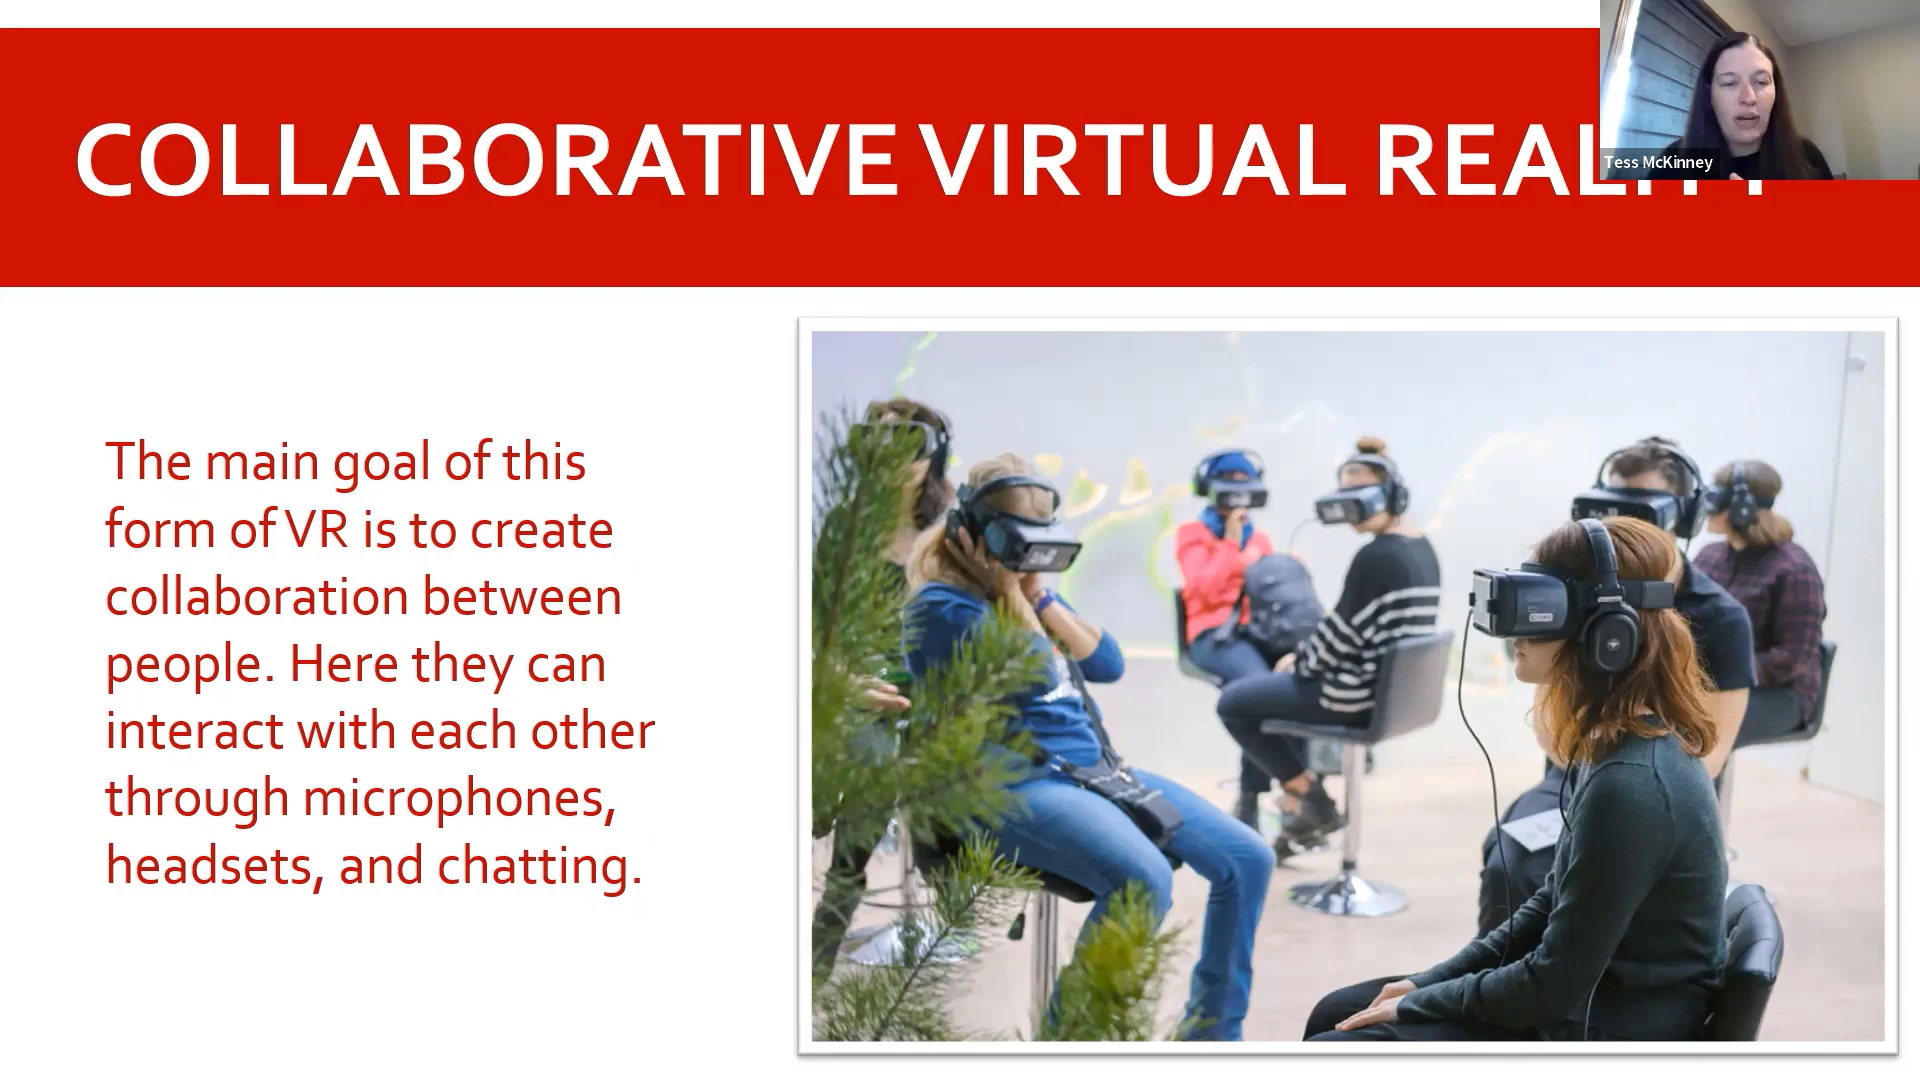 COLLABORATIVE VIRTUAL REALITY
Tess McKinney
The main goal of this
form of VR is to create
collaboration between
people. Here they can
interact with each other
through microphones,
headsets, and chatting.